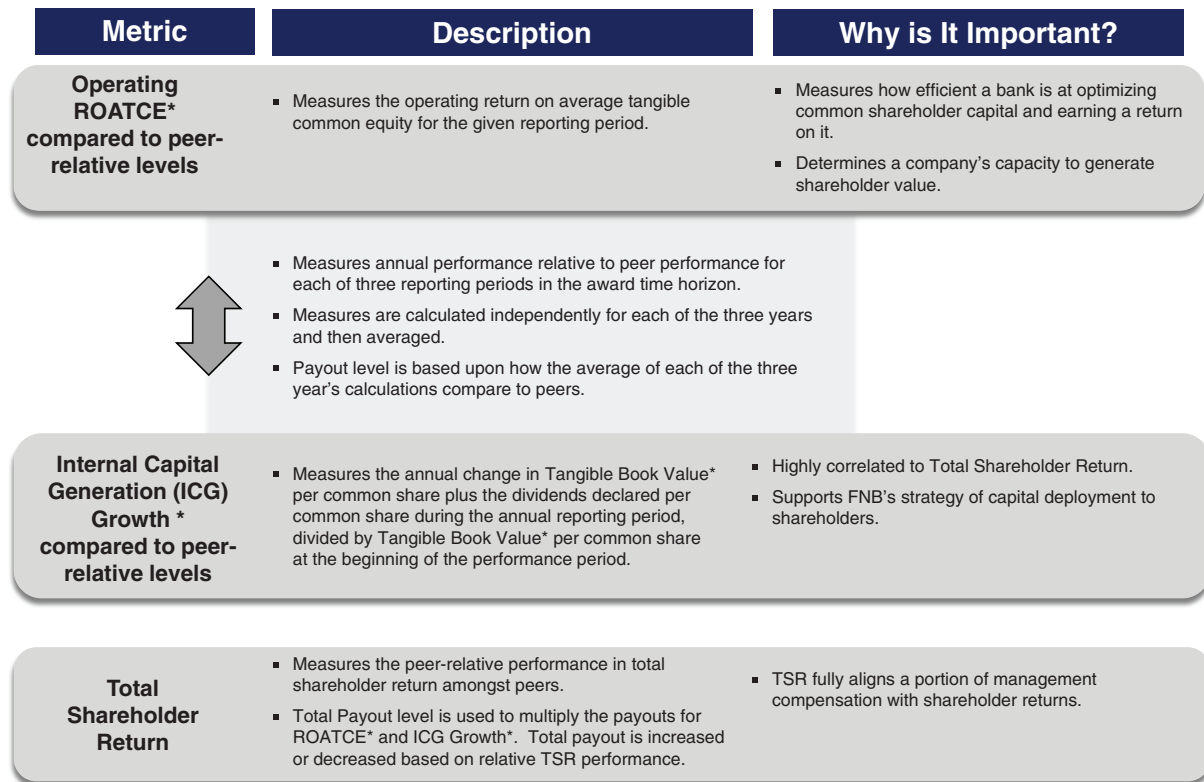 Metric
Description
Why is It Important?
Operating
ROATCE*
compared to peer-
relative levels
▪ Measures the operating return on average tangible
common equity for the given reporting period.
▪ Measures how efficient a bank is at optimizing
common shareholder capital and earning a return
on it.
▪ Determines a company's capacity to generate
shareholder value.
▪ Measures annual performance relative to peer performance for
each of three reporting periods in the award time horizon.
▪ Measures are calculated independently for each of the three years
and then averaged.
▪ Payout level is based upon how the average of each of the three
year's calculations compare to peers.
Internal Capital
Generation (ICG)
Growth *
compared to peer-
relative levels
▪ Measures the annual change in Tangible Book Value*
per common share plus the dividends declared per
common share during the annual reporting period,
divided by Tangible Book Value* per common share
at the beginning of the performance period.
▪ Highly correlated to Total Shareholder Return.
▪ Supports FNB's strategy of capital deployment to
shareholders.
Total
Shareholder
Return
▪ Measures the peer-relative performance in total
shareholder return amongst peers.
▪ Total Payout level is used to multiply the payouts for
ROATCE* and ICG Growth*. Total payout is increased
or decreased based on relative TSR performance.
▪ TSR fully aligns a portion of management
compensation with shareholder returns.